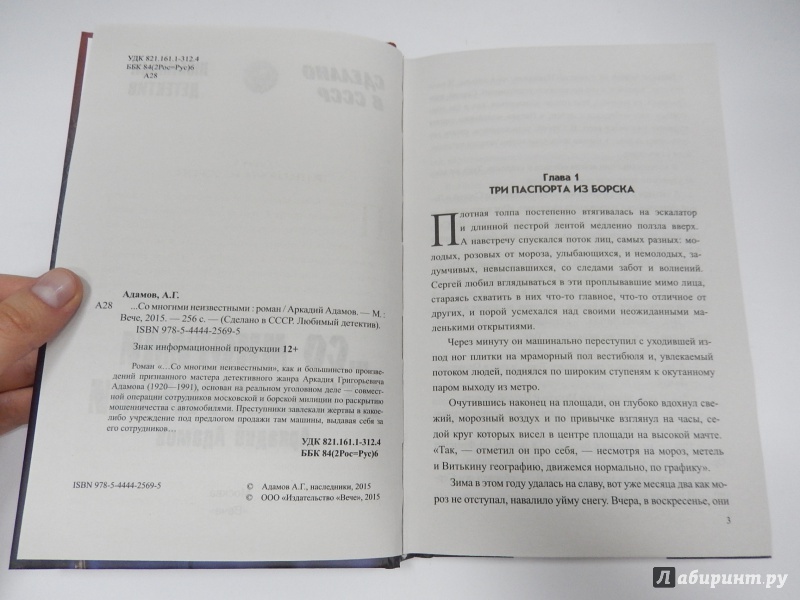 УДК 821.161.1-312.4
ББК 84(2Рос=Рус)6
А28
Адамов, А.Г.
А28 ...Со многими неизвестными : роман / Аркадий Адамов. — М. :
Вече, 2015. — 256 с. — (Сделано в СССР. Любимый детектив).
ISBN 978-5-4444-2569-5
Знак информационной продукции 12+
Роман «...Со многими неизвестными», как и большинство произве-
дений признанного мастера детективного жанра Аркадия Григорьевича
Адамова (1920—1991), основан на реальном уголовном деле — совмест-
ной операции сотрудников московской и борской милиции по раскрытию
мошенничества с автомобилями. Преступники завлекали жертвы в какое-
либо учреждение под предлогом продажи там машины, выдавая себя за
его сотрудников...
УДК 821.161.1-312.4
ББК 84(2Рос=Рус)6
ISBN 978-5-4444-2569-5
© Адамов А.Г., наследники, 2015
© ООО «Издательство «Вече», 2015
Глава 1
ТРИ ПАСПОРТА ИЗ БОРСКА
Плотная толпа постепенно втягивалась на эскалатор
и длинной пестрой лентой медленно ползла вверх.
А навстречу спускался поток лиц, самых разных: мо-
лодых, розовых от мороза, улыбающихся, и немолодых, за-
думчивых, невыспавшихся, со следами забот и волнений.
Сергей любил вглядываться в эти проплывавшие мимо лица,
стараясь схватить в них что-то главное, что-то отличное от
других, и порой усмехался над своими неожиданными ма-
ленькими открытиями.
Через минуту он машинально переступил с уходившей из-
под ног плитки на мраморный пол вестибюля и, увлекаемый
потоком людей, поднялся по широким ступеням к окутанному
паром выходу из метро.
Очутившись наконец на площади, он глубоко вдохнул све-
жий, морозный воздух и по привычке взглянул на часы, се-
дой круг которых висел в центре площади на высокой мачте.
«Так, — отметил он про себя, — несмотря на мороз, метель
и Витькину географию, движемся нормально, по графику».
Зима в этом году удалась на славу, вот уже месяца два как мо-
роз не отступал, навалило уйму снегу. Вчера, в воскресенье, они
3
Лабиринт.ру